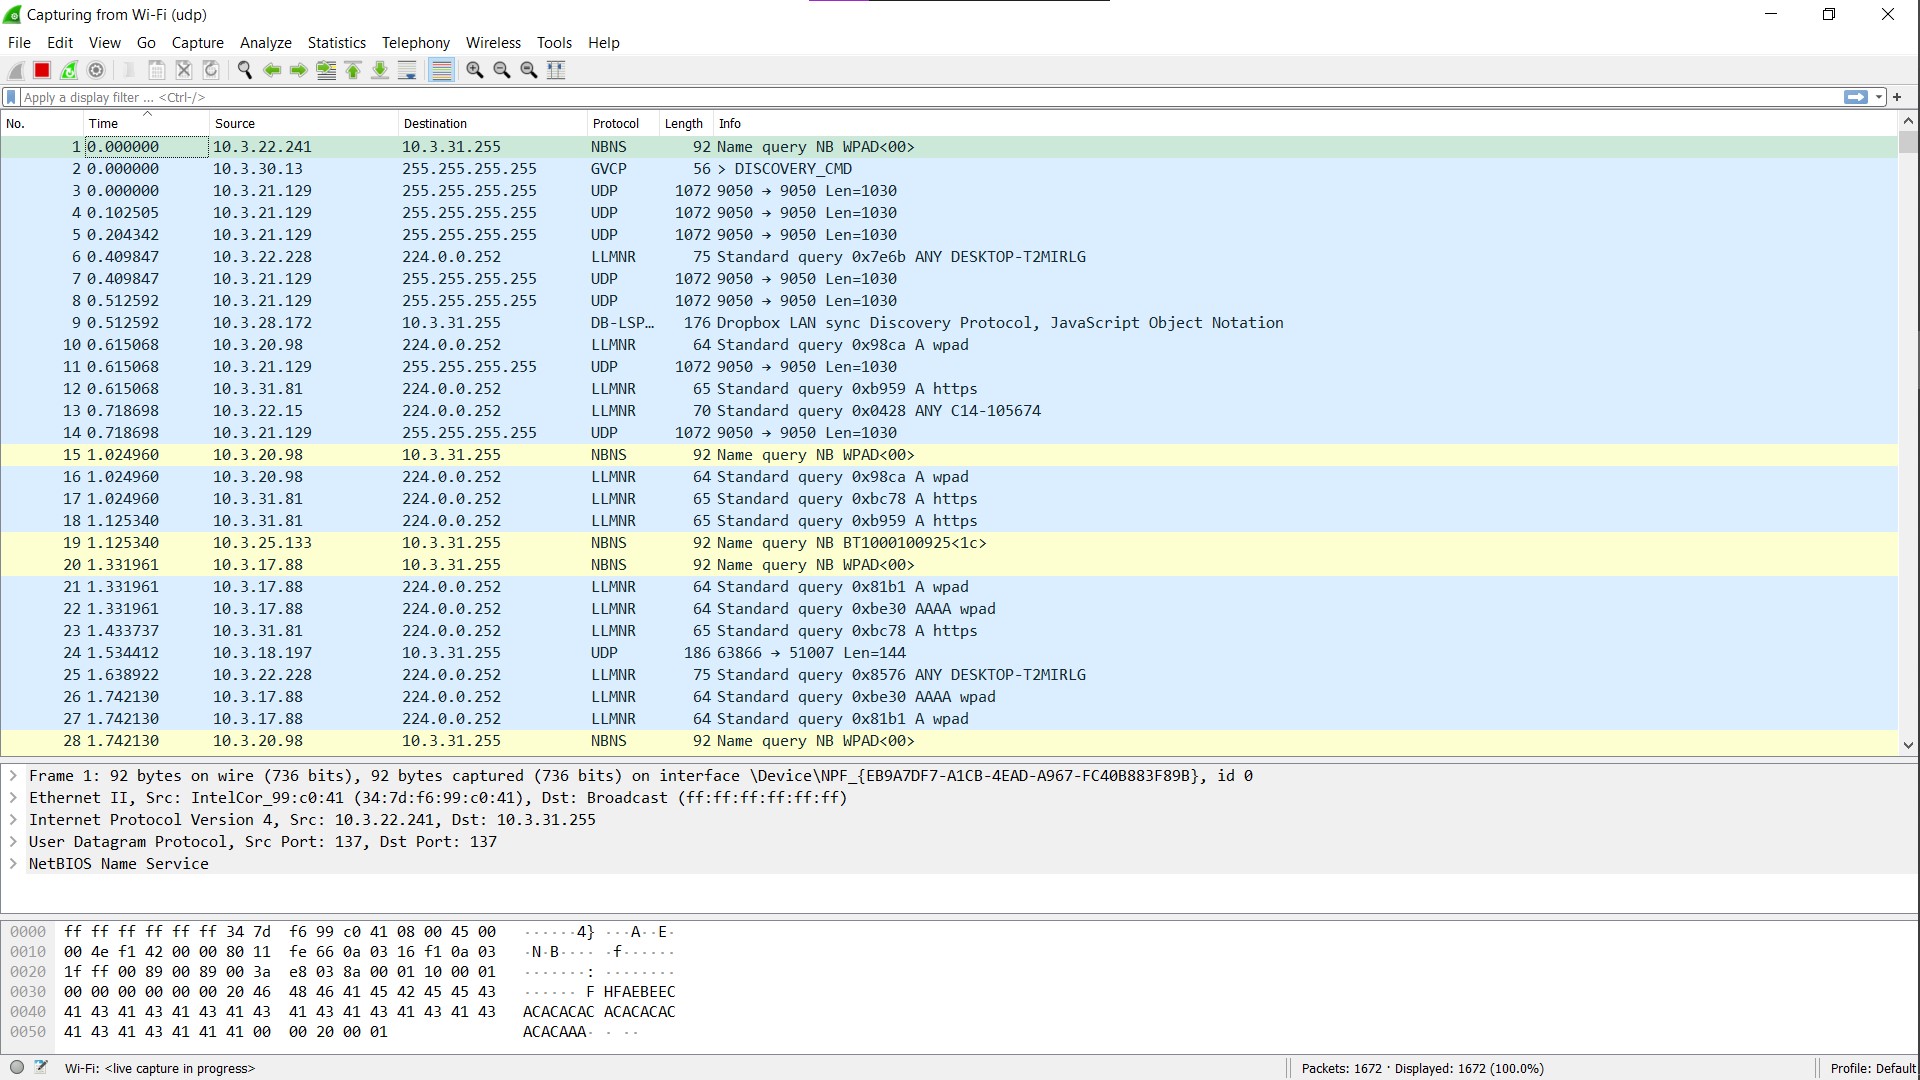 Capturing from Wi-Fi (udp)
File Edit View Go Capture Analyze Statistics Telephony Wireless Tools Help
Apply a display filter ... <Ctrl-/>
No. Time Source Destination Protocol Length Info
1 0.000000 10.3.22.241 10.3.31.255 NBNS 92 Name query NB WPAD<00>
2 0.000000 10.3.30.13 255.255.255.255 GVCP 56 > DISCOVERY_CMD
3 0.000000 10.3.21.129 255.255.255.255 UDP 1072 9050 → 9050 Len=1030
4 0.102505 10.3.21.129 255.255.255.255 UDP 1072 9050 → 9050 Len=1030
5 0.204342 10.3.21.129 255.255.255.255 UDP 1072 9050 → 9050 Len=1030
6 0.409847 10.3.22.228 224.0.0.252 LLMNR 75 Standard query 0x7e6b ANY DESKTOP-T2MIRLG
7 0.409847 10.3.21.129 255.255.255.255 UDP 1072 9050 → 9050 Len=1030
8 0.512592 10.3.21.129 255.255.255.255 UDP 1072 9050 → 9050 Len=1030
9 0.512592 10.3.28.172 10.3.31.255 DB-LSP… 176 Dropbox LAN sync Discovery Protocol, JavaScript Object Notation
10 0.615068 10.3.20.98 224.0.0.252 LLMNR 64 Standard query 0x98ca A wpad
11 0.615068 10.3.21.129 255.255.255.255 UDP 1072 9050 → 9050 Len=1030
12 0.615068 10.3.31.81 224.0.0.252 LLMNR 65 Standard query 0xb959 A https
13 0.718698 10.3.22.15 224.0.0.252 LLMNR 70 Standard query 0x0428 ANY C14-105674
14 0.718698 10.3.21.129 255.255.255.255 UDP 1072 9050 → 9050 Len=1030
15 1.024960 10.3.20.98 10.3.31.255 NBNS 92 Name query NB WPAD<00>
16 1.024960 10.3.20.98 224.0.0.252 LLMNR 64 Standard query 0x98ca A wpad
17 1.024960 10.3.31.81 224.0.0.252 LLMNR 65 Standard query 0xbc78 A https
18 1.125340 10.3.31.81 224.0.0.252 LLMNR 65 Standard query 0xb959 A https
19 1.125340 10.3.25.133 10.3.31.255 NBNS 92 Name query NB BT1000100925<1c>
20 1.331961 10.3.17.88 10.3.31.255 NBNS 92 Name query NB WPAD<00>
21 1.331961 10.3.17.88 224.0.0.252 LLMNR 64 Standard query 0x81b1 A wpad
22 1.331961 10.3.17.88 224.0.0.252 LLMNR 64 Standard query 0xbe30 AAAA wpad
23 1.433737 10.3.31.81 224.0.0.252 LLMNR 65 Standard query 0xbc78 A https
24 1.534412 10.3.18.197 10.3.31.255 UDP 186 63866 → 51007 Len=144
25 1.638922 10.3.22.228 224.0.0.252 LLMNR 75 Standard query 0x8576 ANY DESKTOP-T2MIRLG
26 1.742130 10.3.17.88 224.0.0.252 LLMNR 64 Standard query 0xbe30 AAAA wpad
27 1.742130 10.3.17.88 224.0.0.252 LLMNR 64 Standard query 0x81b1 A wpad
28 1.742130 10.3.20.98 10.3.31.255 NBNS 92 Name query NB WPAD<00>
Frame 1: 92 bytes on wire (736 bits), 92 bytes captured (736 bits) on interface \Device\NPF_{EB9A7DF7-A1CB-4EAD-A967-FC40B883F89B}, id 0
Ethernet II, Src: IntelCor_99:c0:41 (34:7d:f6:99:c0:41), Dst: Broadcast (ff:ff:ff:ff:ff:ff)
Internet Protocol Version 4, Src: 10.3.22.241, Dst: 10.3.31.255
User Datagram Protocol, Src Port: 137, Dst Port: 137
NetBIOS Name Service
0000 ff ff ff ff ff ff 34 7d f6 99 c0 41 08 00 45 00 ······4} ···A··E·
0010 00 4e f1 42 00 00 80 11 fe 66 0a 03 16 f1 0a 03 ·N·B···· ·f······
0020 1f ff 00 89 00 89 00 3a e8 03 8a 00 01 10 00 01 ·······: ········
0030 00 00 00 00 00 00 20 46 48 46 41 45 42 45 45 43 ······ F HFAEBEEC
0040 41 43 41 43 41 43 41 43 41 43 41 43 41 43 41 43 ACACACAC ACACACAC
0050 41 43 41 43 41 41 41 00 00 20 00 01 ACACAAA· · ··
Wi-Fi: <live capture in progress> Packets: 1672 · Displayed: 1672 (100.0%) Profile: Default